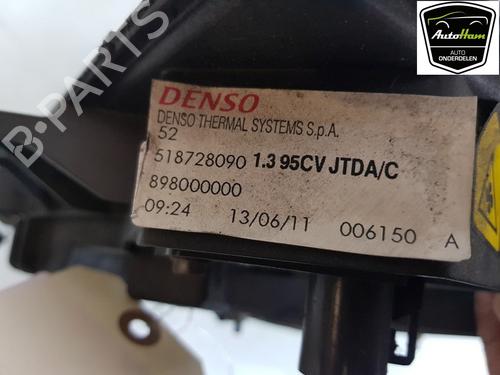 AutoHam
AUTO
ONDERDELEN
B-PARTS
DENSO
DENSO THERMAL SYSTEMS S.p.A.
52
518728090 1.3 95CV JTDA/C
898000000
09:24 13/06/11 006150 A